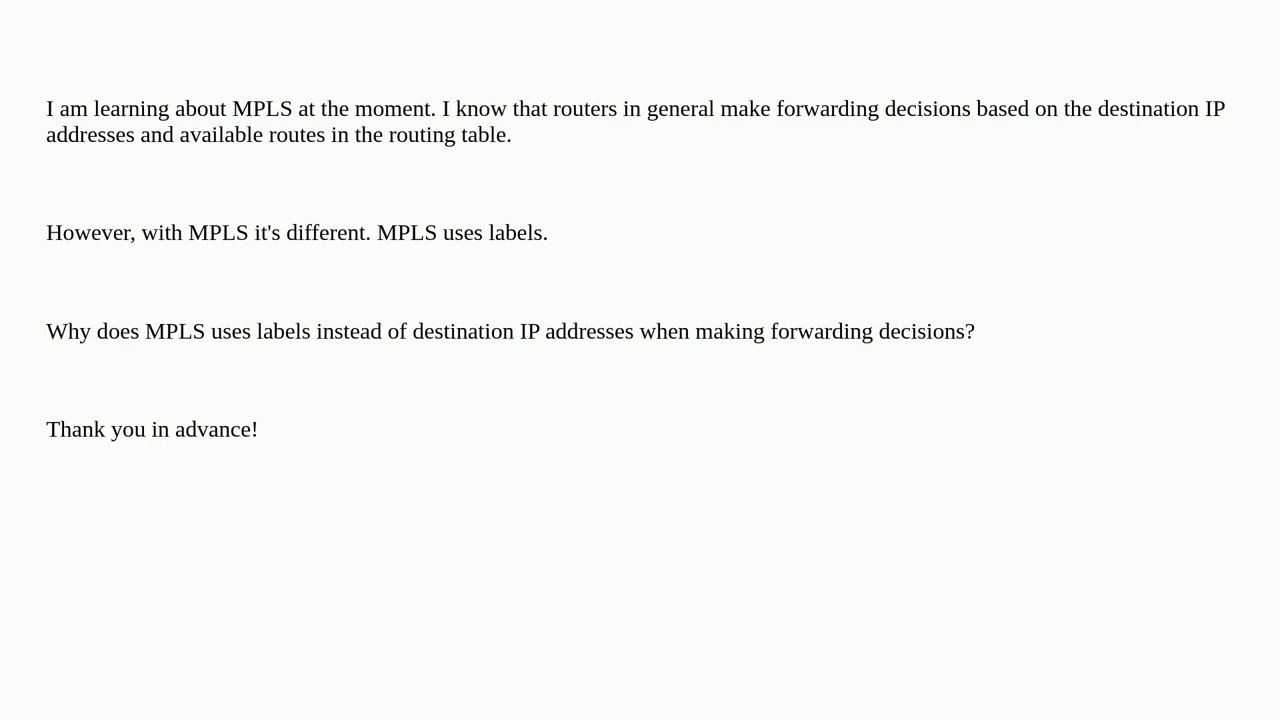 I am learning about MPLS at the moment. I know that routers in general make forwarding decisions based on the destination IP
addresses and available routes in the routing table.
However, with MPLS it's different. MPLS uses labels.
Why does MPLS uses labels instead of destination IP addresses when making forwarding decisions?
Thank you in advance!